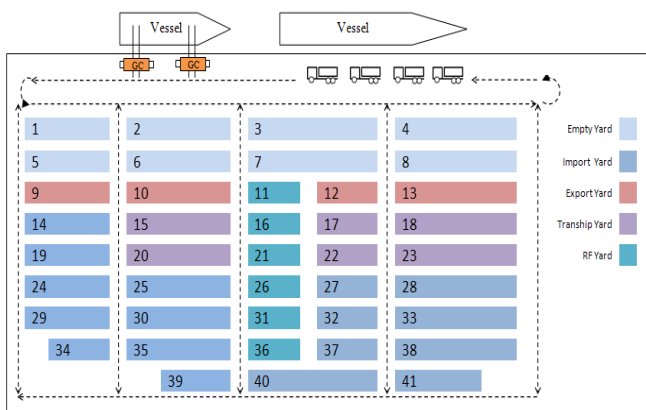 Vessel Vessel
GC GC
1 2 3 4 Empty Yard
5 6 7 8 Import Yard
9 10 11 12 13 Export Yard
14 15 16 17 18 Tranship Yard
19 20 21 22 23 RF Yard
24 25 26 27 28
29 30 31 32 33
34 35 36 37 38
39 40 41